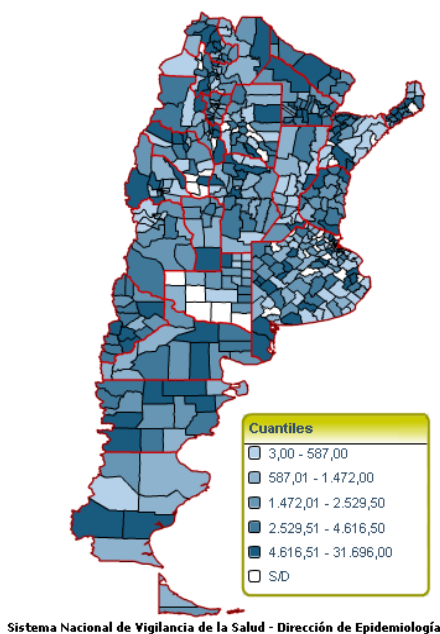 Cuantiles
3,00 - 587,00
587,01 - 1.472,00
1.472,01 - 2.529,50
2.529,51 - 4.616,50
4.616,51 - 31.696,00
S/D
Sistema Nacional de Vigilancia de la Salud - Dirección de Epidemiología